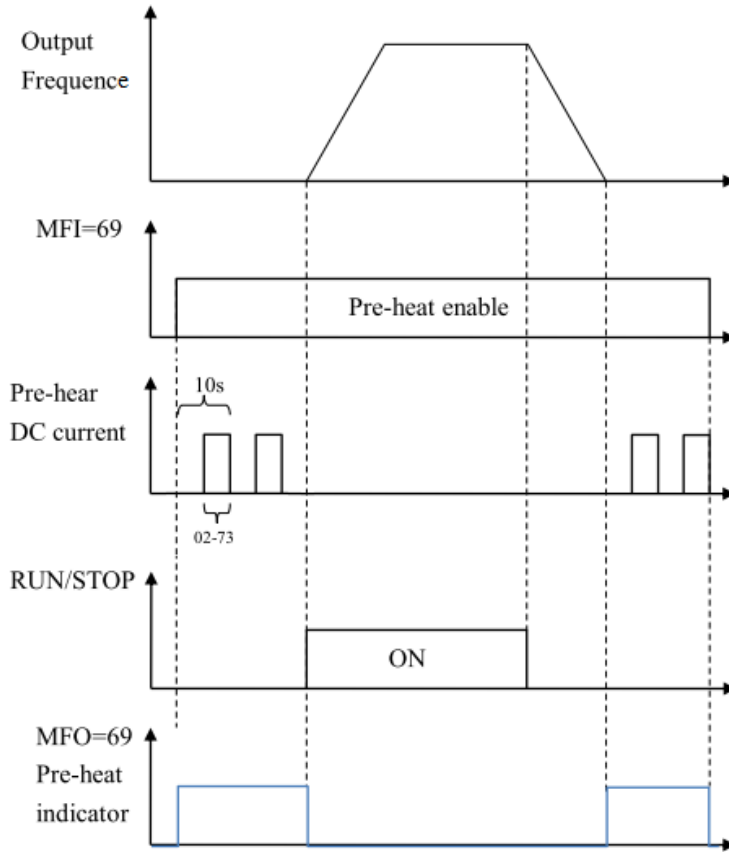 Output
Frequence
MFI=69
Pre-heat enable
Pre-hear
DC current
10s
02-73
RUN/STOP
ON
MFO=69
Pre-heat
indicator